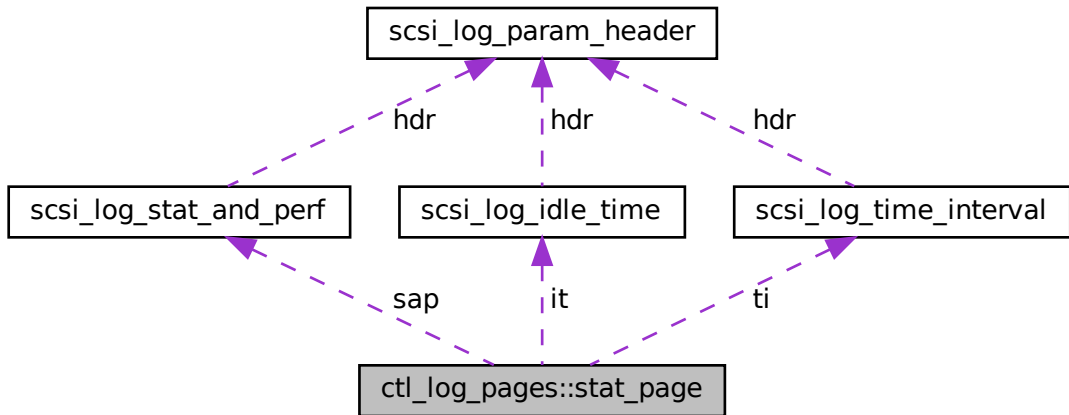 scsi_log_param_header
hdr
hdr
hdr
scsi_log_stat_and_perf
scsi_log_idle_time
scsi_log_time_interval
sap
it
ti
ctl_log_pages::stat_page